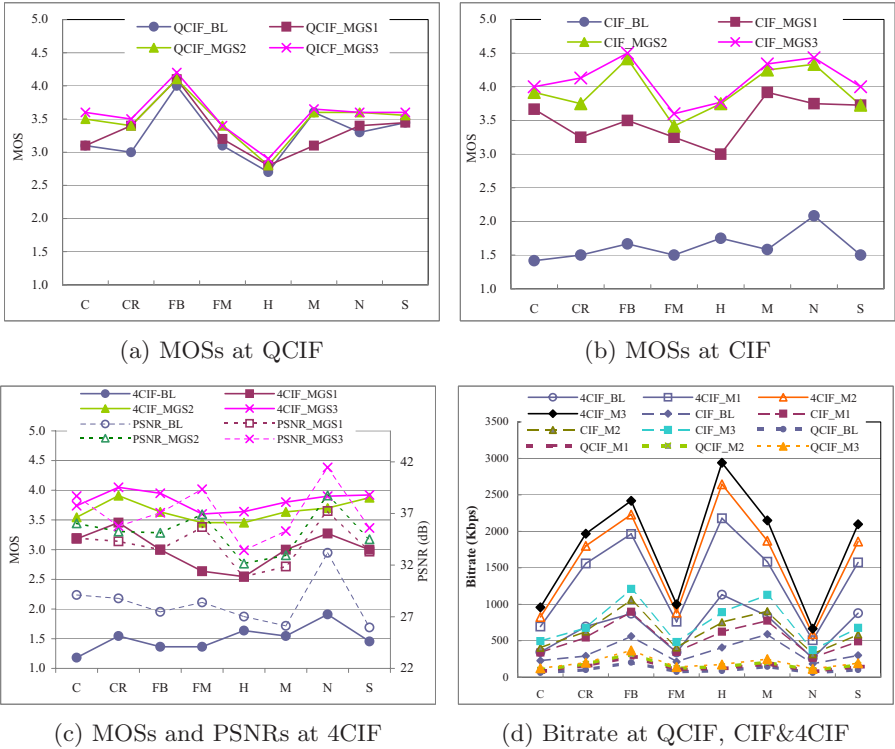 QCIF_BL QCIF_MGS1
QCIF_MGS2 QICF_MGS3
MOS
5.0
4.5
4.0
3.5
3.0
2.5
2.0
1.5
1.0
C CR FB FM H M N S
(a) MOSs at QCIF
CIF_BL CIF_MGS1
CIF_MGS2 CIF_MGS3
MOS
5.0
4.5
4.0
3.5
3.0
2.5
2.0
1.5
1.0
C CR FB FM H M N S
(b) MOSs at CIF
4CIF-BL 4CIF_MGS1
4CIF_MGS2 4CIF_MGS3
PSNR_BL PSNR_MGS1
PSNR_MGS2 PSNR_MGS3
MOS
5.0
4.5
4.0
3.5
3.0
2.5
2.0
1.5
1.0
PSNR (dB)
42
37
32
27
22
C CR FB FM H M N S
(c) MOSs and PSNRs at 4CIF
4CIF_BL 4CIF_M1 4CIF_M2
4CIF_M3 CIF_BL CIF_M1
CIF_M2 CIF_M3 QCIF_BL
QCIF_M1 QCIF_M2 QCIF_M3
Bitrate (Kbps)
3500
3000
2500
2000
1500
1000
500
0
C CR FB FM H M N S
(d) Bitrate at QCIF, CIF&4CIF